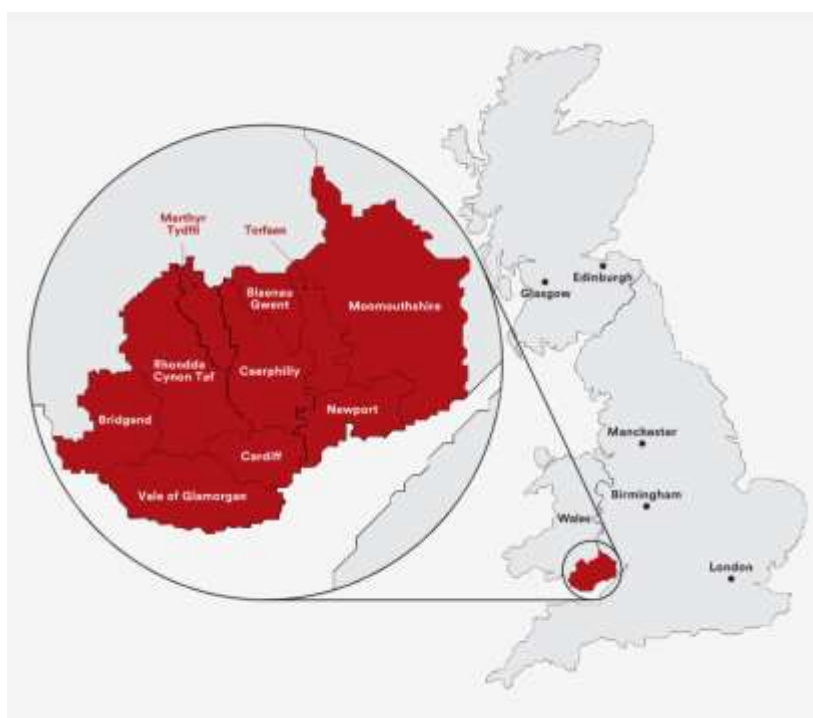 Merthyr
Tydfil
Torfaen
Blaenau
Gwent
Monmouthshire
Rhondda
Cynon Taf
Caerphilly
Bridgend
Newport
Cardiff
Vale of Glamorgan
Edinburgh
Glasgow
Manchester
Birmingham
Wales
London